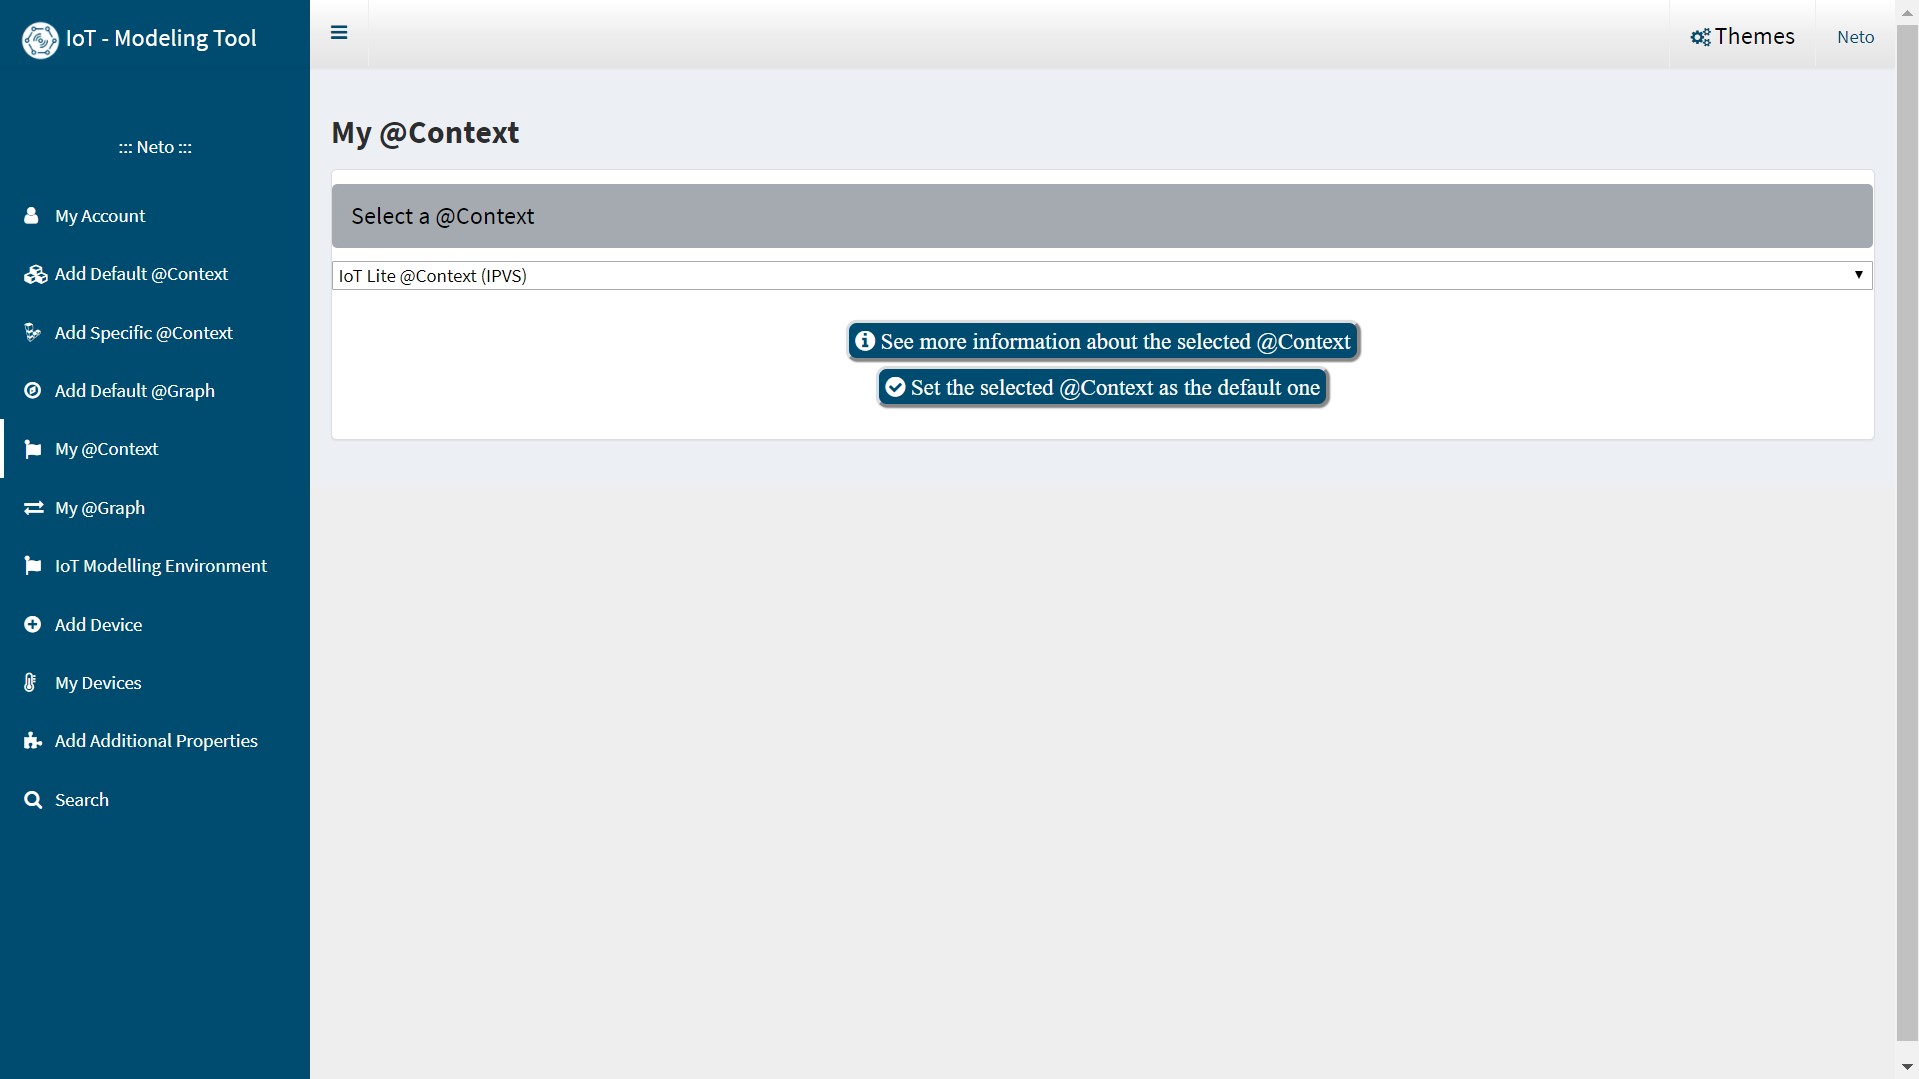 IoT - Modeling Tool
Themes
Neto
::: Neto :::
My Account
Add Default @Context
Add Specific @Context
Add Default @Graph
My @Context
My @Graph
IoT Modelling Environment
Add Device
My Devices
Add Additional Properties
Search
My @Context
Select a @Context
IoT Lite @Context (IPVS)
See more information about the selected @Context
Set the selected @Context as the default one